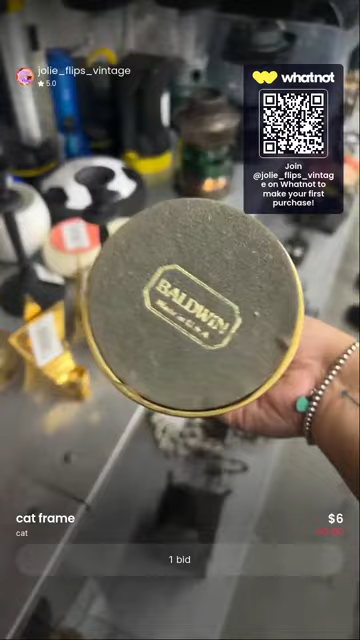 jolie_flips_vintage
★ 5.0
whatnot
Join
@jolie_flips_vintag
e on Whatnot to
make your first
purchase!
BALDWIN
Made in U.S.A
cat frame
$6
cat
1 bid